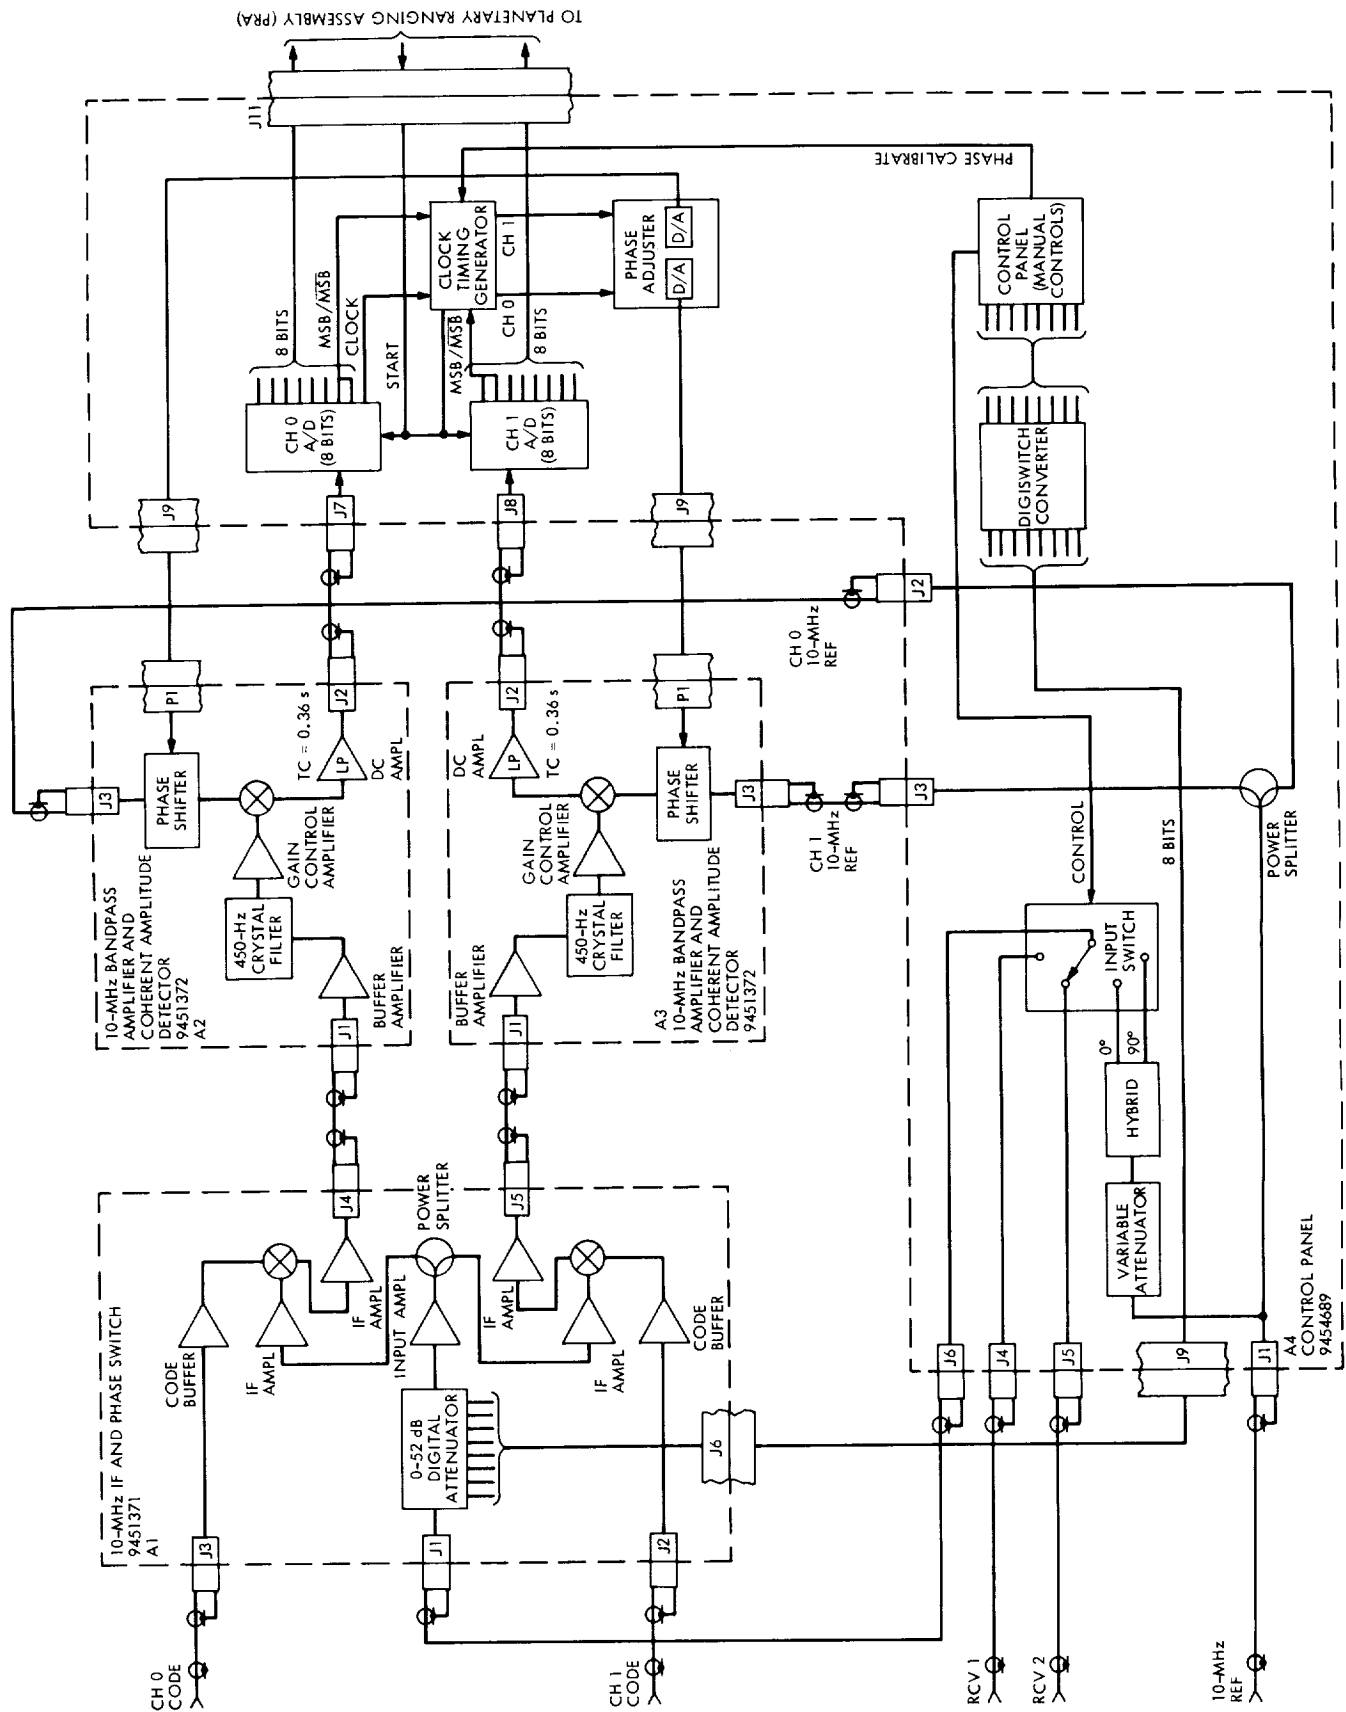 TO PLANETARY RANGING ASSEMBLY (PRA)
J11
PHASE CALIBRATE
8 BITS
MSB/M̅S̅B̅
CLOCK
START
MSB/M̅S̅B̅
8 BITS
CLOCK
TIMING
GENERATOR
CH 0
CH 1
PHASE
ADJUSTER
D/A
D/A
CH 0
A/D
(8 BITS)
CH 1
A/D
(8 BITS)
CONTROL
PANEL
(MANUAL
CONTROLS)
DIGISWITCH
CONVERTER
J9
J7
J8
J9
J2
CH 0
10-MHz
REF
P1
J2
TC = 0.36 s
J2
TC = 0.36 s
P1
J3
PHASE
SHIFTER
LP
DC
AMPL
GAIN
CONTROL
AMPLIFIER
450-Hz
CRYSTAL
FILTER
BUFFER
AMPLIFIER
10-MHz BANDPASS
AMPLIFIER AND
COHERENT AMPLITUDE
DETECTOR
9451372
A2
J1
DC
AMPL
LP
PHASE
SHIFTER
J3
GAIN
CONTROL
AMPLIFIER
450-Hz
CRYSTAL
FILTER
BUFFER
AMPLIFIER
A3
10-MHz BANDPASS
AMPLIFIER AND
COHERENT AMPLITUDE
DETECTOR
9451372
J1
CH 1
10-MHz
REF
J3
POWER
SPLITTER
CONTROL
8 BITS
INPUT
SWITCH
0°
90°
HYBRID
VARIABLE
ATTENUATOR
A4
CONTROL PANEL
9454689
J6
J4
J5
J9
J1
10-MHz IF AND PHASE SWITCH
9451371
A1
J4
POWER
SPLITTER
J5
CODE
BUFFER
IF
AMPL
IF
AMPL
INPUT AMPL
IF
AMPL
IF
AMPL
CODE
BUFFER
0-52 dB
DIGITAL
ATTENUATOR
J6
J3
J1
J2
CH 0
CODE
CH 1
CODE
RCV 1
RCV 2
10-MHz
REF